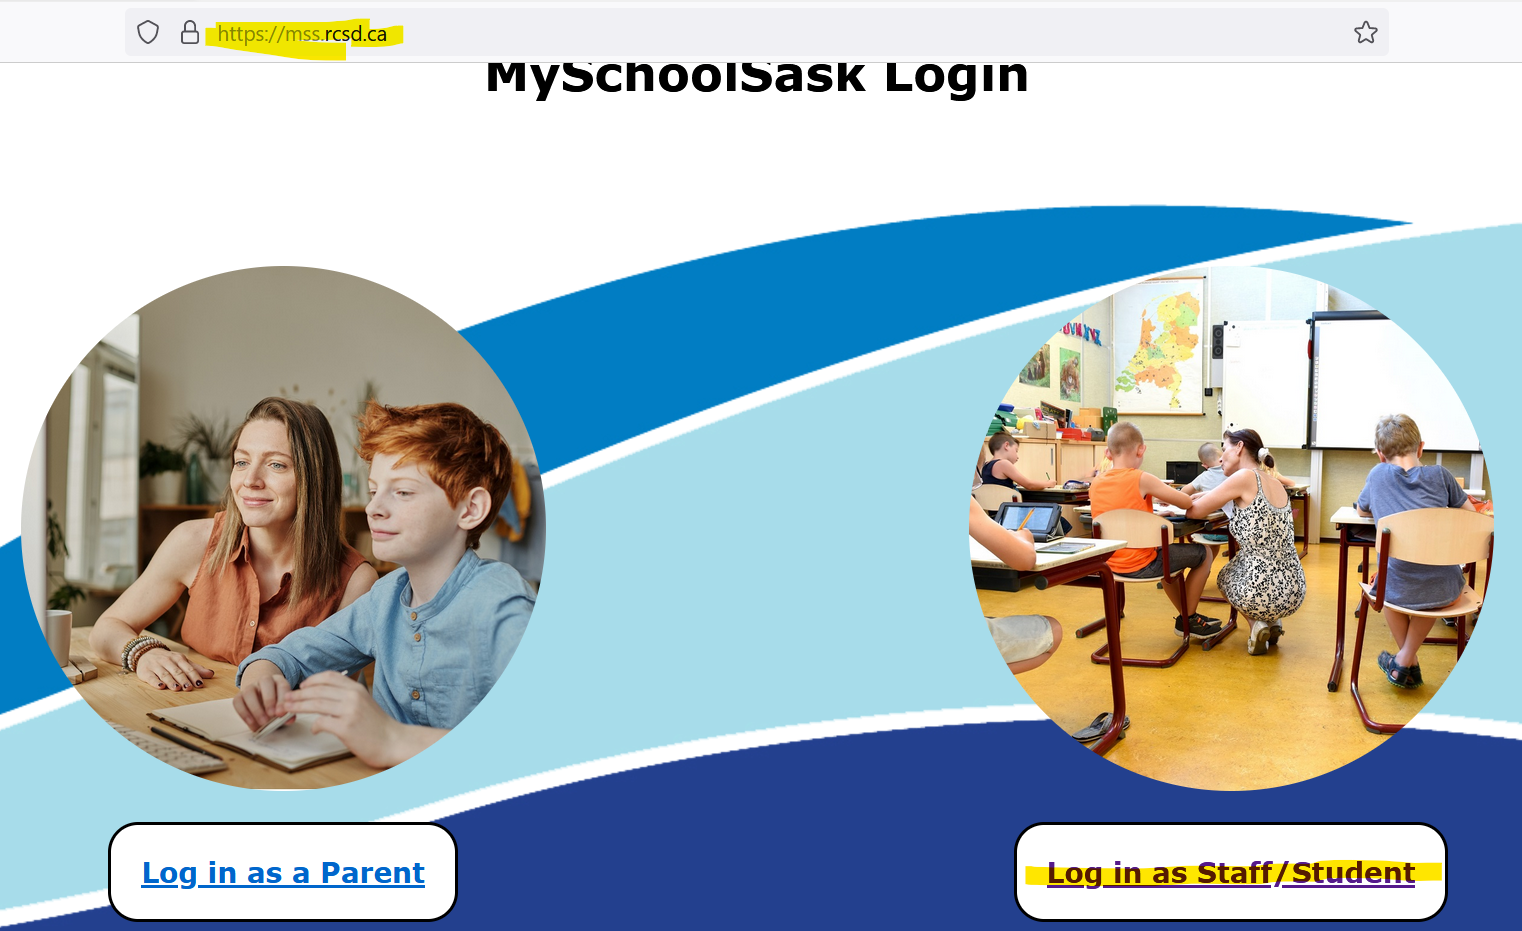 https://mss.rcsd.ca
MySchoolSask Login
Log in as a Parent
Log in as Staff/Student